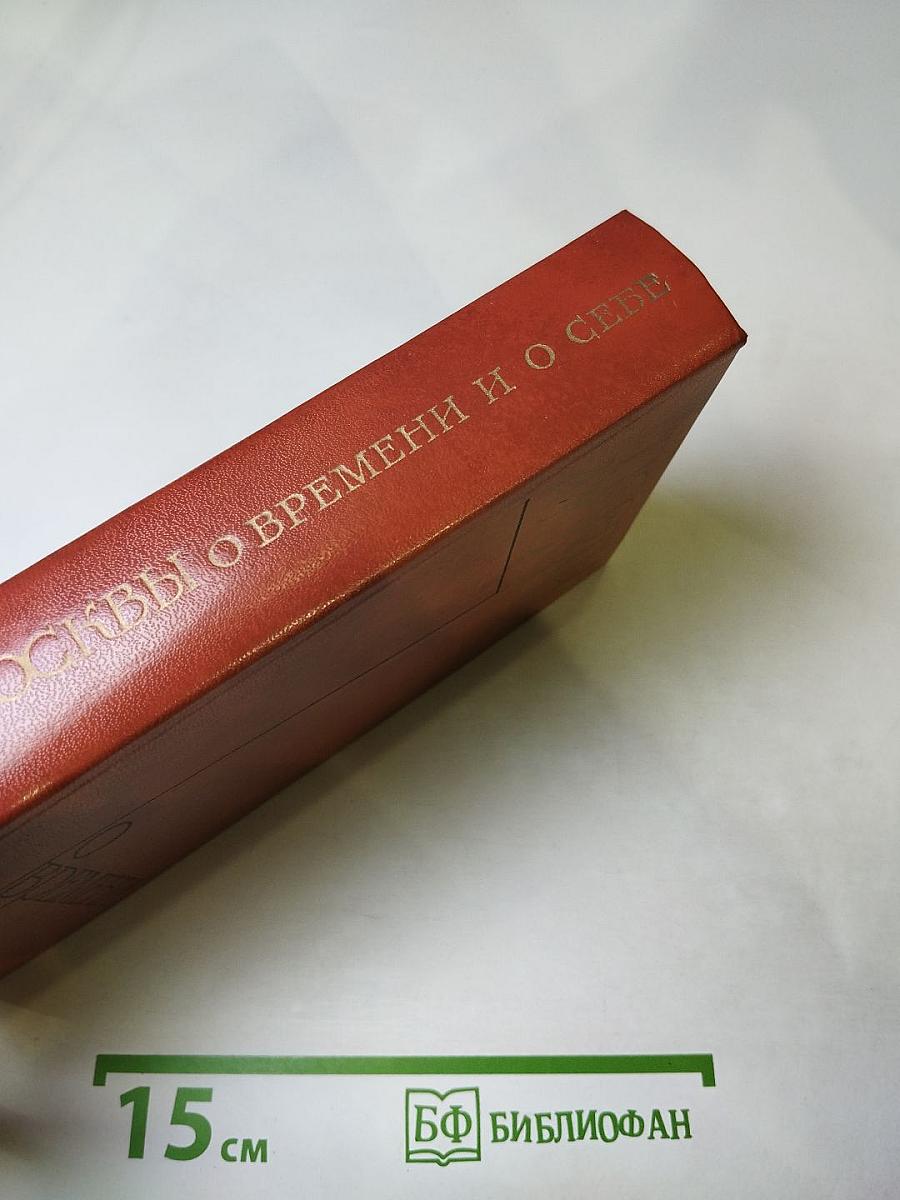 ОСКВЫ О ВРЕМЕНИ И О СЕБЕ
О
15 см
БФ БИБЛИОФАН